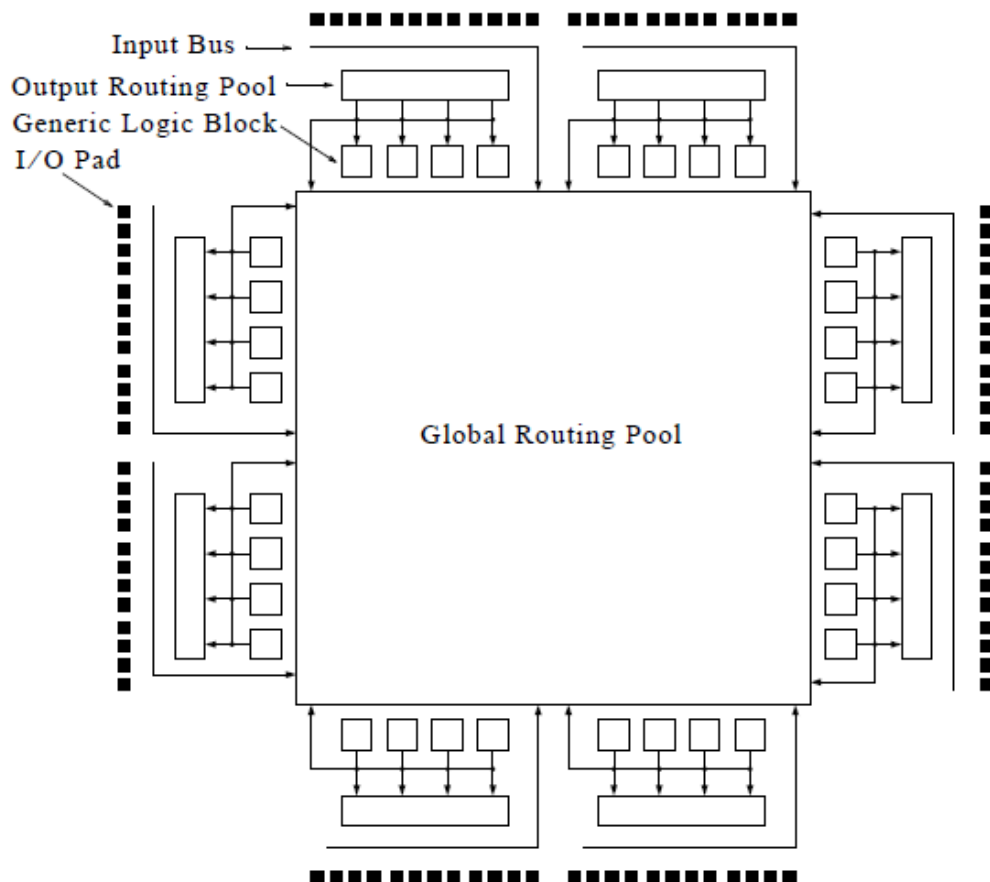 Input Bus
Output Routing Pool
Generic Logic Block
I/O Pad
Global Routing Pool